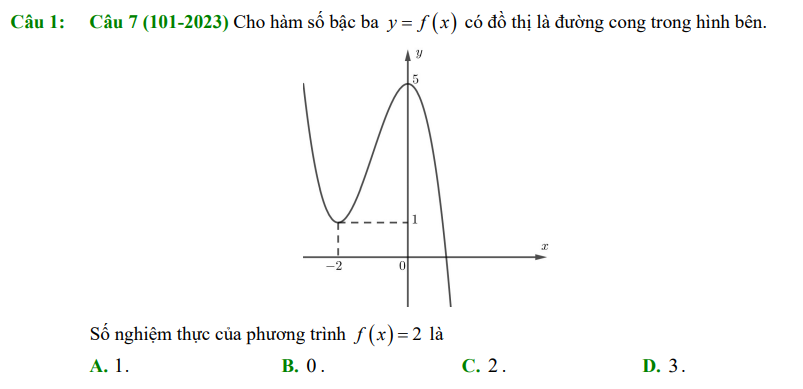 Câu 1: Câu 7 (101-2023) Cho hàm số bậc ba y = f(x) có đồ thị là đường cong trong hình bên.
y
5
1
x
−2 0
Số nghiệm thực của phương trình f(x) = 2 là
A. 1. B. 0. C. 2. D. 3.